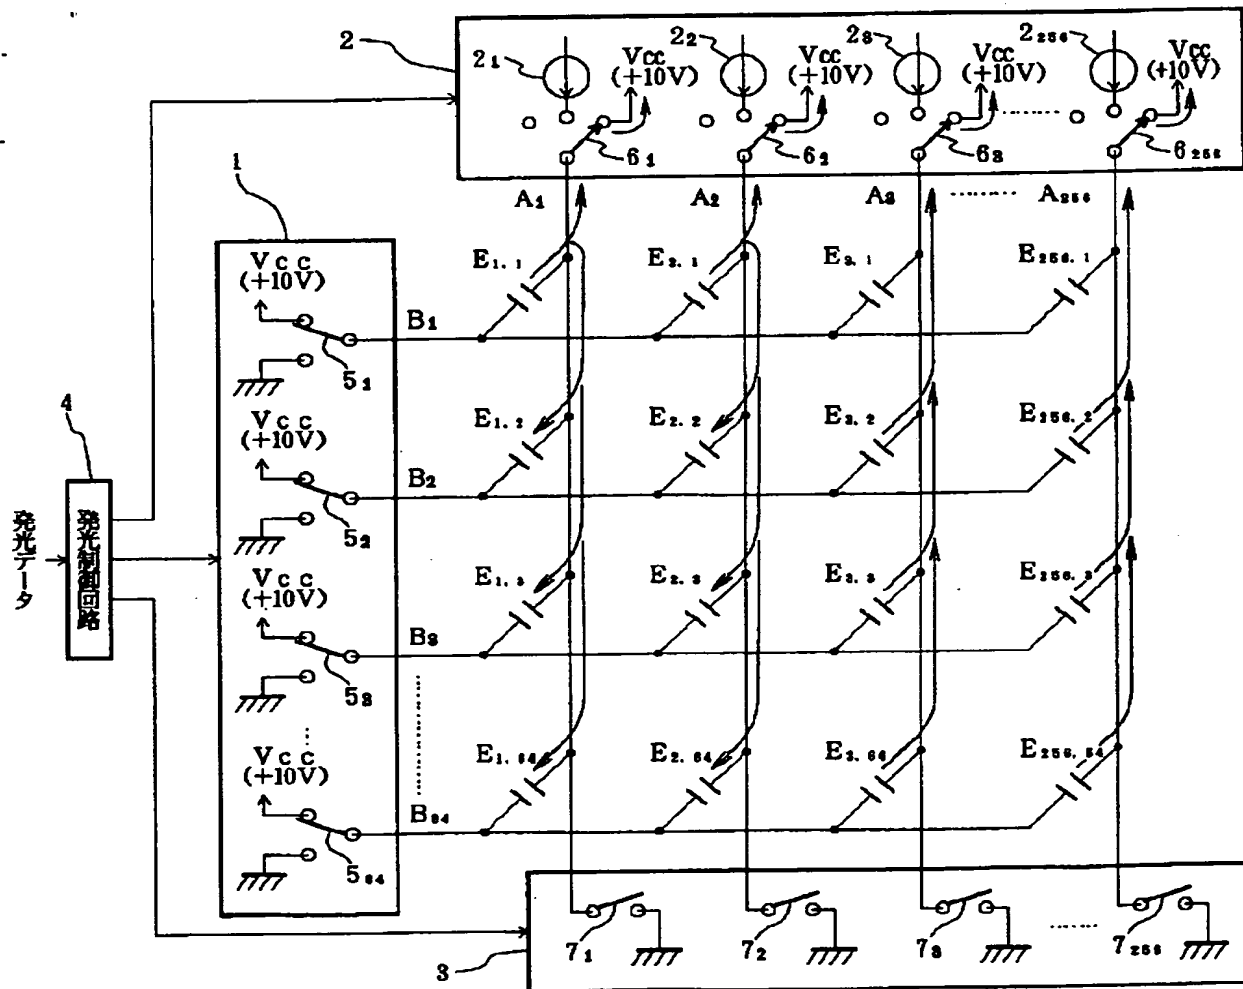 2
2₁
2₂
2₃
2₂₅₆
Vcc
(+10V)
Vcc
(+10V)
Vcc
(+10V)
Vcc
(+10V)
6₁
6₂
6₃
6₂₅₆
A₁
A₂
A₃
A₂₅₆
1
Vcc
(+10V)
5₁
B₁
E₁.₁
E₂.₁
E₃.₁
E₂₅₆.₁
Vcc
(+10V)
5₂
B₂
E₁.₂
E₂.₂
E₃.₂
E₂₅₆.₂
4
発光データ
発光制御回路
Vcc
(+10V)
5₃
B₃
E₁.₃
E₂.₃
E₃.₃
E₂₅₆.₃
Vcc
(+10V)
5₆₄
B₆₄
E₁.₆₄
E₂.₆₄
E₃.₆₄
E₂₅₆.₆₄
3
7₁
7₂
7₃
7₂₅₆